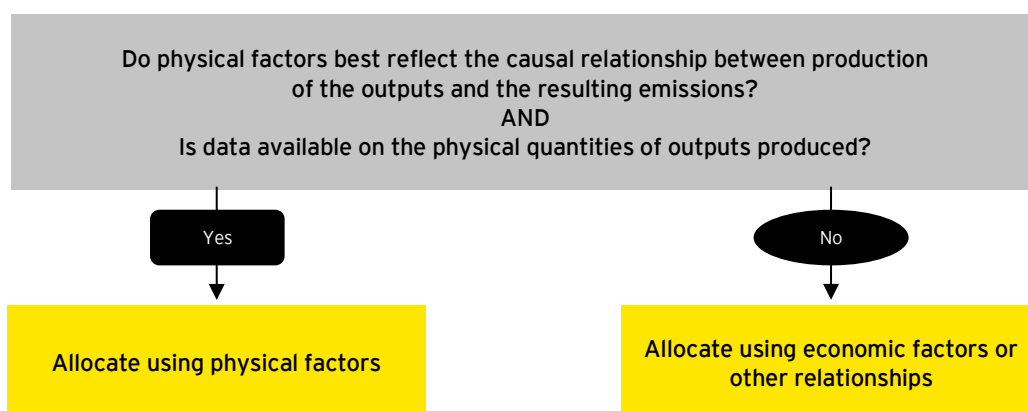 Do physical factors best reflect the causal relationship between production
of the outputs and the resulting emissions?
AND
Is data available on the physical quantities of outputs produced?
Yes
No
Allocate using physical factors
Allocate using economic factors or
other relationships